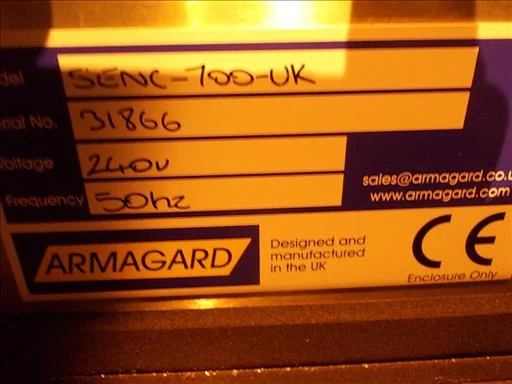 del SENC-700-UK
rial No. 31866
oltage 240v
Frequency 50hz
sales@armagard.co.u
www.armagard.com
ARMAGARD
Designed and
manufactured
in the UK
CE
Enclosure Only